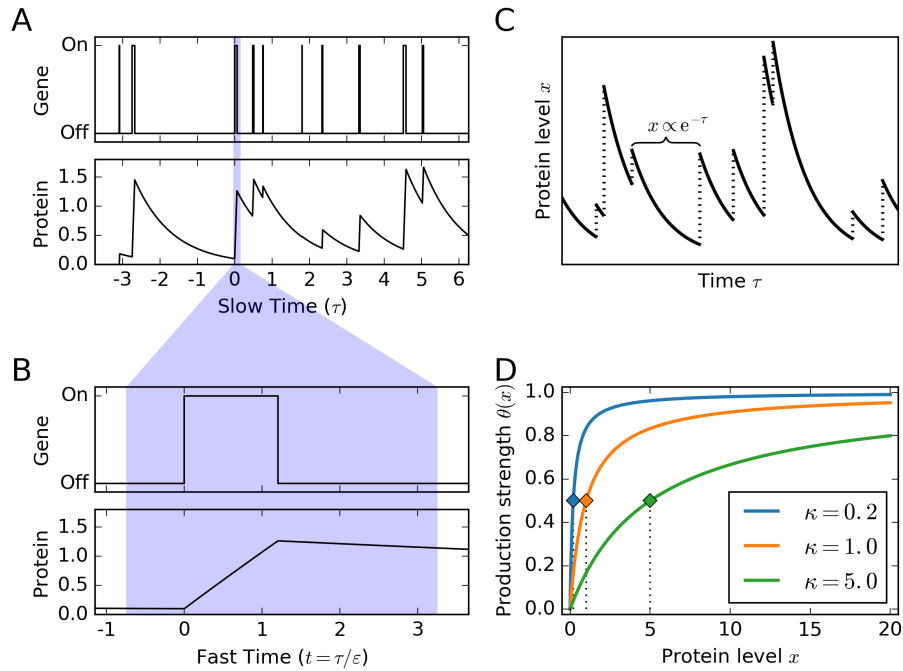 A
On
Gene
Off
1.5
Protein
1.0
0.5
0.0
-3 -2 -1 0 1 2 3 4 5 6
Slow Time (τ)
B
On
Gene
Off
1.5
Protein
1.0
0.5
0.0
-1 0 1 2 3
Fast Time (t = τ/ε)
C
Protein level x
x ∝ e^{-τ}
Time τ
D
Production strength θ(x)
1.0
0.8
0.6
0.4
0.2
0.0
κ = 0.2
κ = 1.0
κ = 5.0
0 5 10 15 20
Protein level x